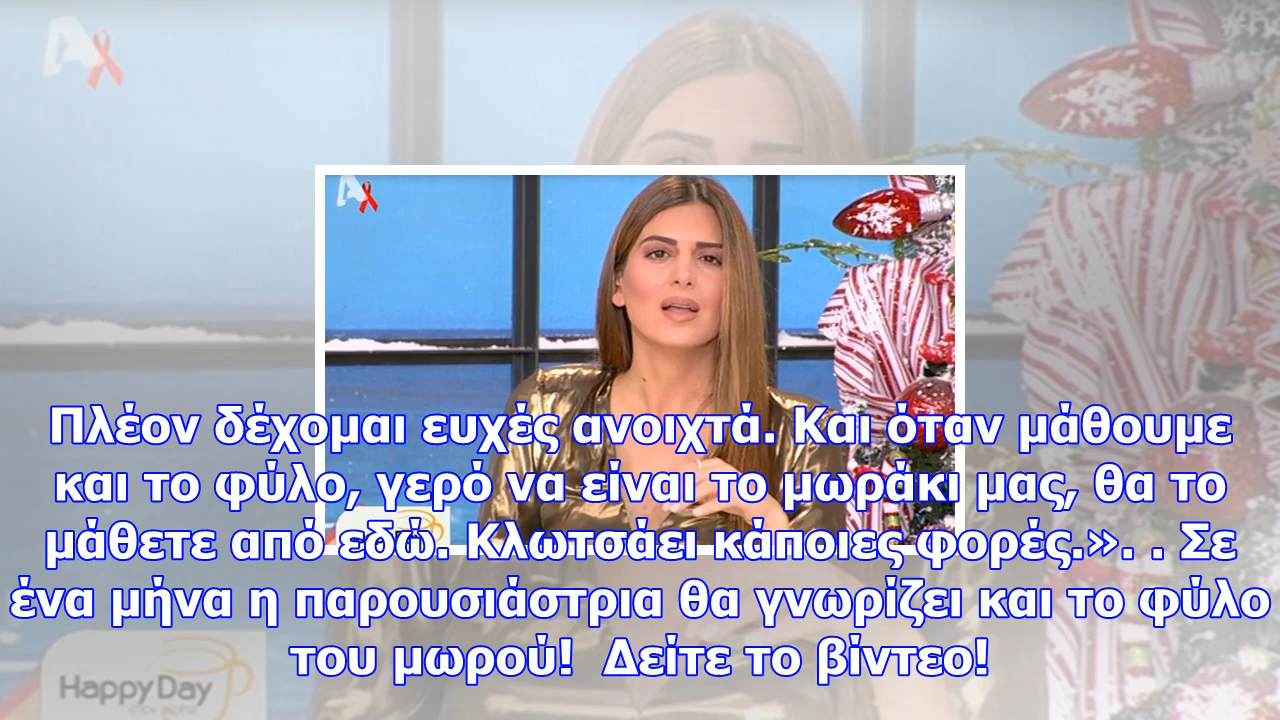 Πλέον δέχομαι ευχές ανοιχτά. Και όταν μάθουμε
και το φύλο, γερό να είναι το μωράκι μας, θα το
μάθετε από εδώ. Κλωτσάει κάποιες φορές.». . Σε
ένα μήνα η παρουσιάστρια θα γνωρίζει και το φύλο
του μωρού!  Δείτε το βίντεο!
Happy Day